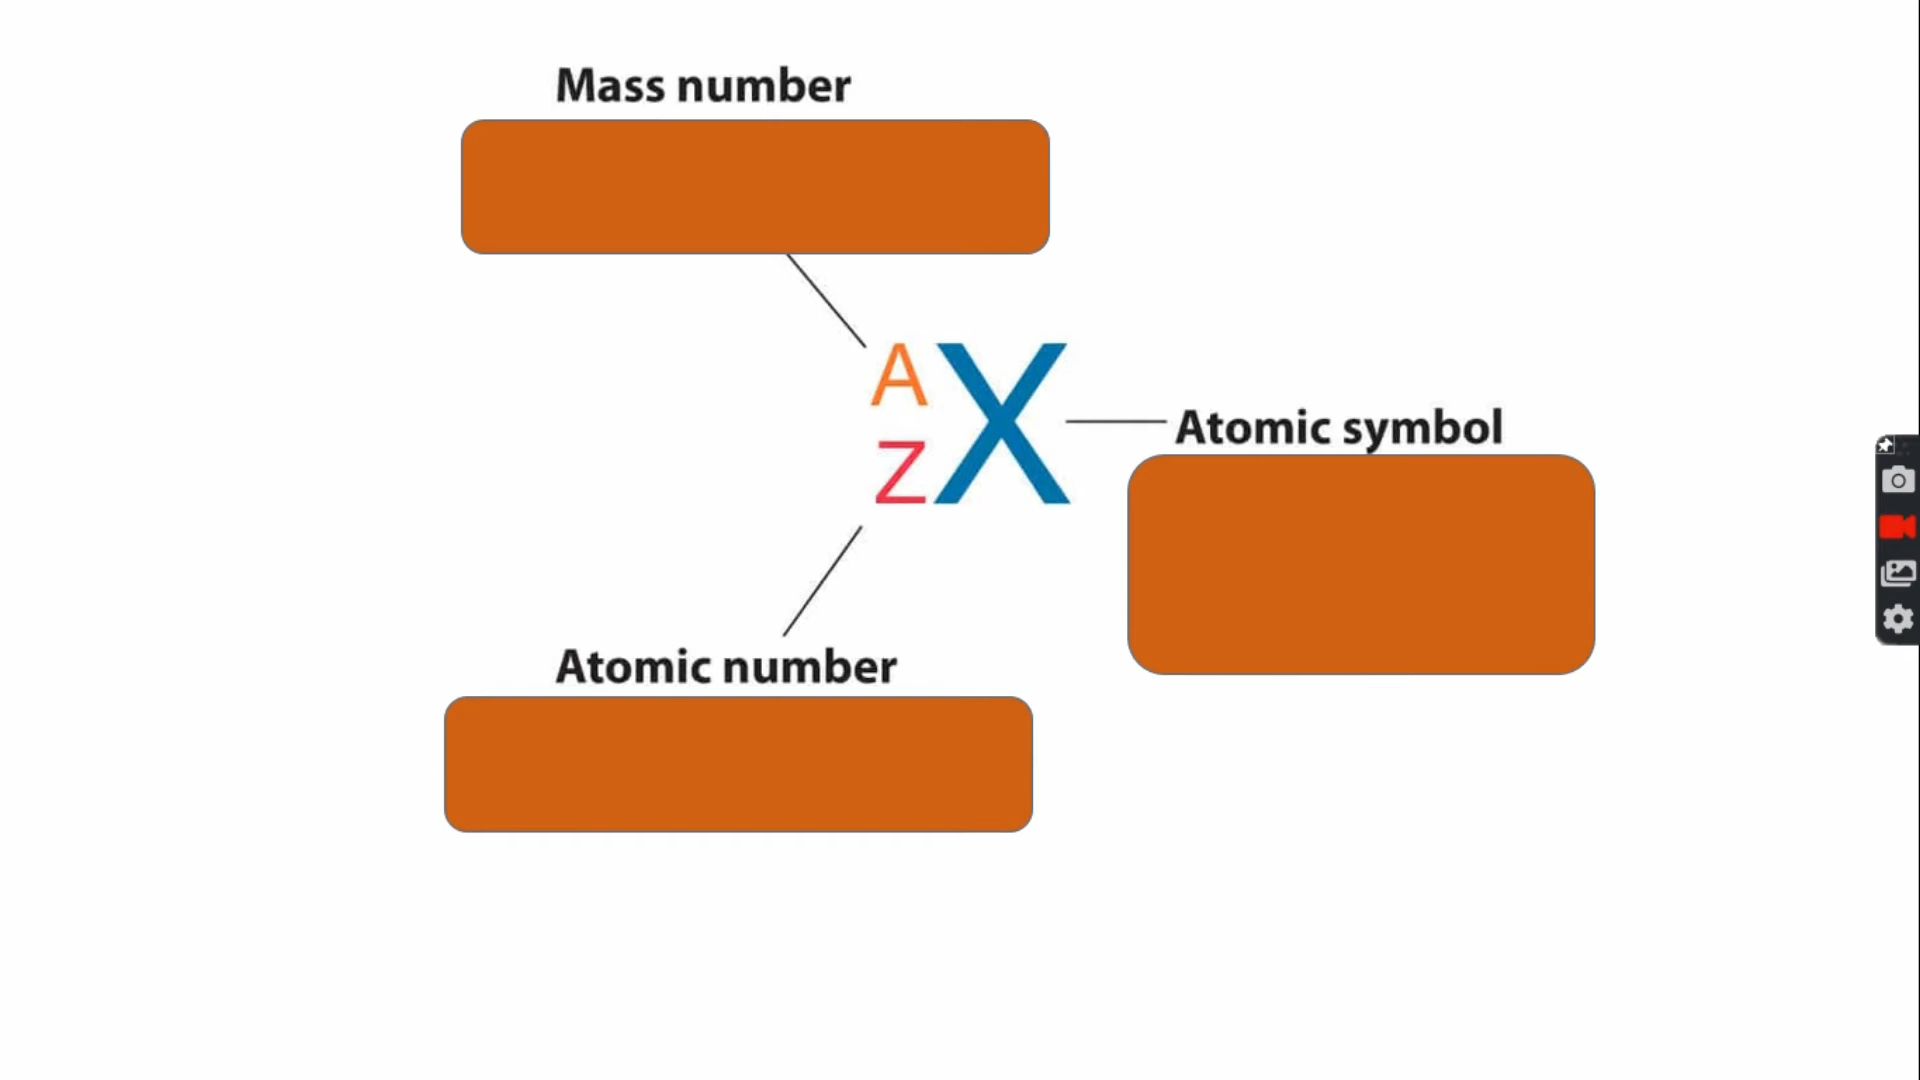 Mass number
A
X
Z
Atomic symbol
Atomic number